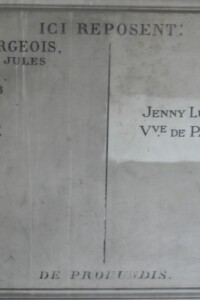 ICI REPOSENT:
RGEOIS.
JULES
JENNY L
VVE DE P
DE PROFUNDIS.